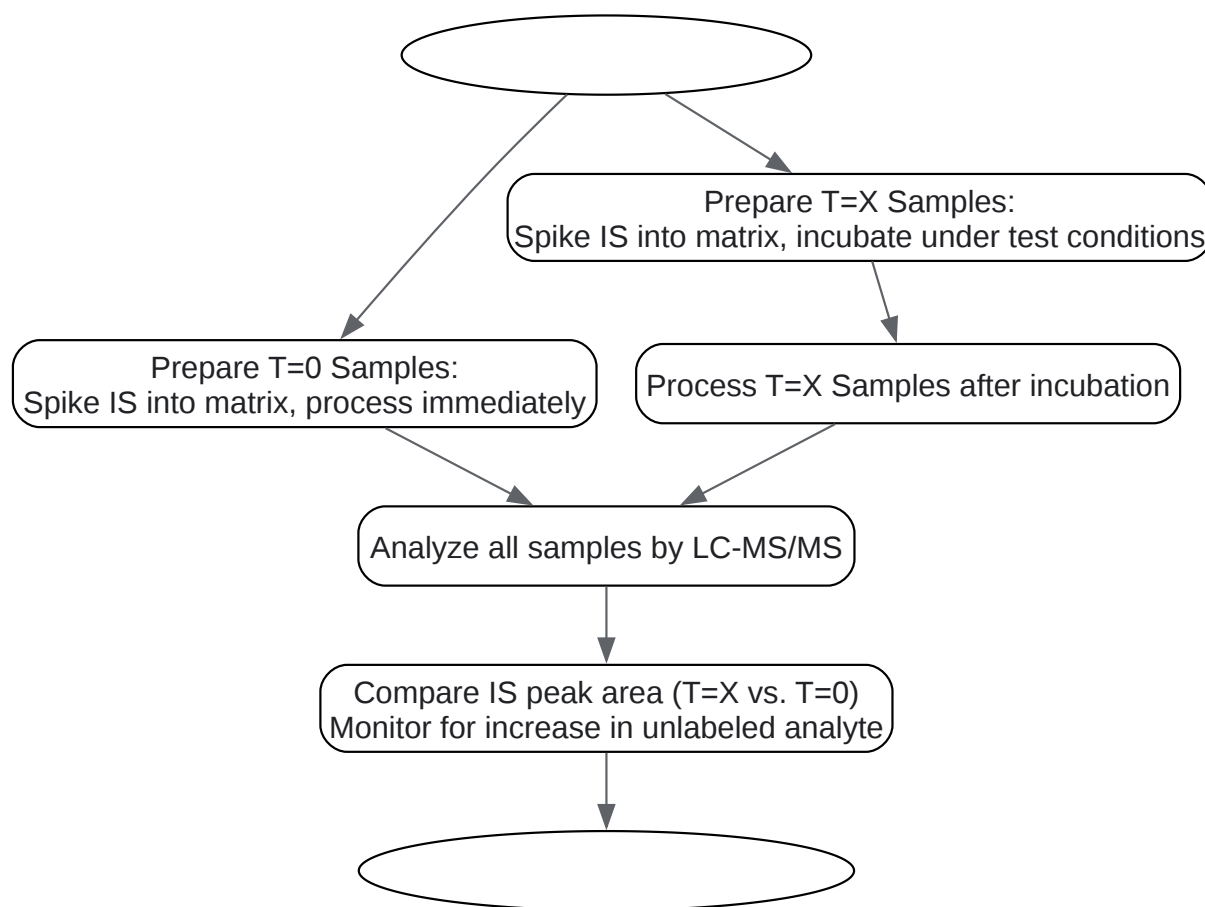 Prepare T=X Samples:
Spike IS into matrix, incubate under test conditions
Prepare T=0 Samples:
Spike IS into matrix, process immediately
Process T=X Samples after incubation
Analyze all samples by LC-MS/MS
Compare IS peak area (T=X vs. T=0)
Monitor for increase in unlabeled analyte